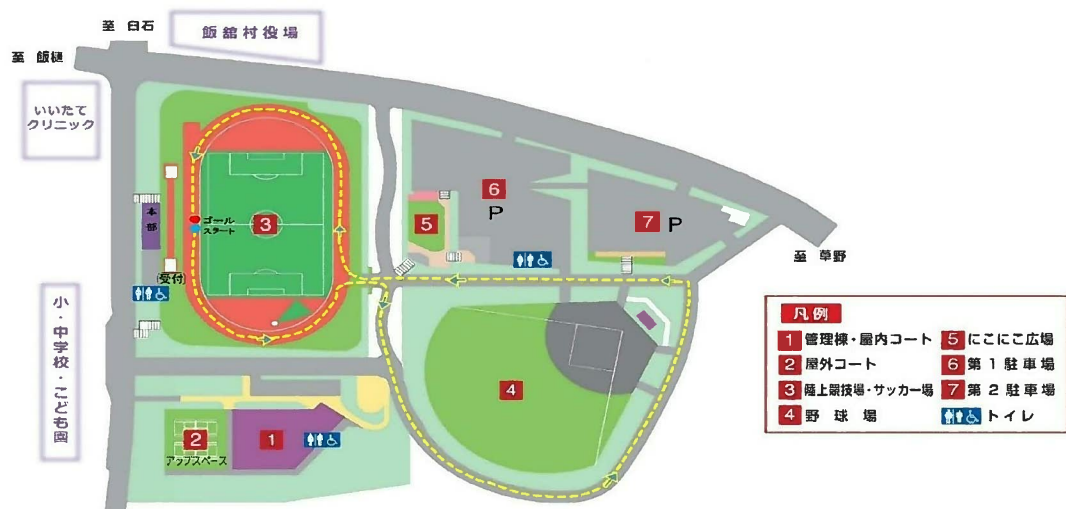 至 臼石
飯舘村役場
至 飯樋
いいたて
クリニック
6
P
本部
3
ゴール
スタート
5
7 P
至 草野
(受付)
小・中学校・こども園
4
2
1
アップスペース
凡例
1 管理棟・屋内コート
2 屋外コート
3 陸上競技場・サッカー場
4 野球場
5 にこにこ広場
6 第1駐車場
7 第2駐車場
トイレ